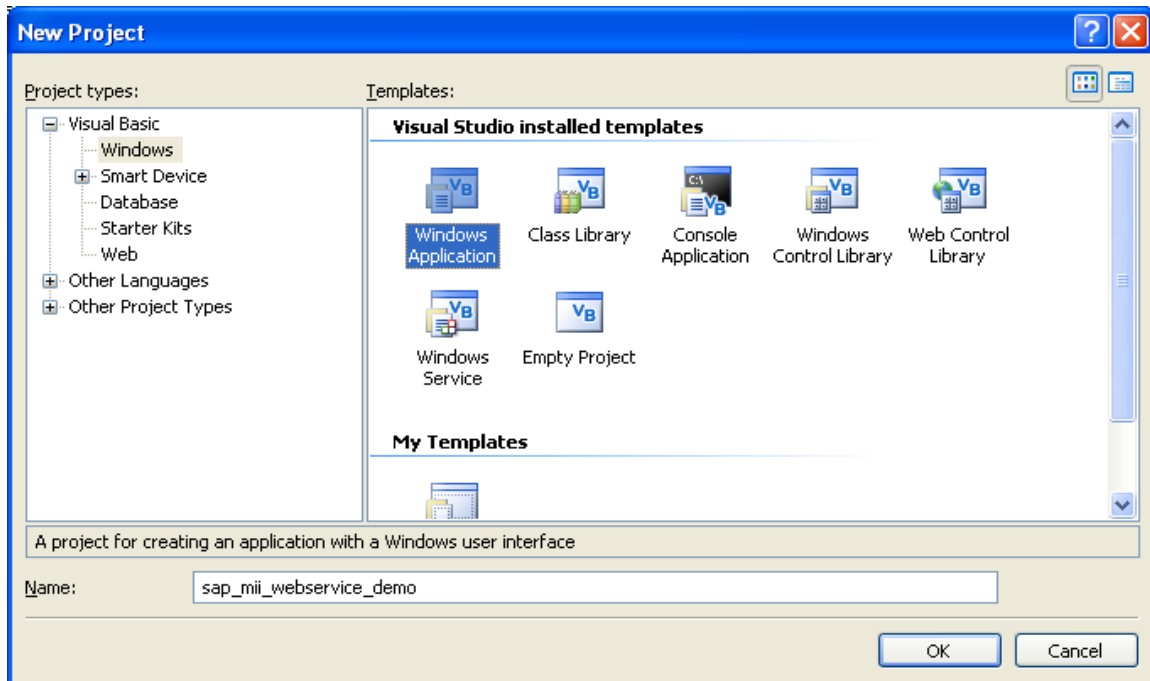 New Project
Project types:
Templates:
Visual Basic
Windows
Smart Device
Database
Starter Kits
Web
Other Languages
Other Project Types
Visual Studio installed templates
Windows
Application
Class Library
Console
Application
Windows
Control Library
Web Control
Library
Windows
Service
Empty Project
My Templates
A project for creating an application with a Windows user interface
Name:
sap_mii_webservice_demo
OK
Cancel